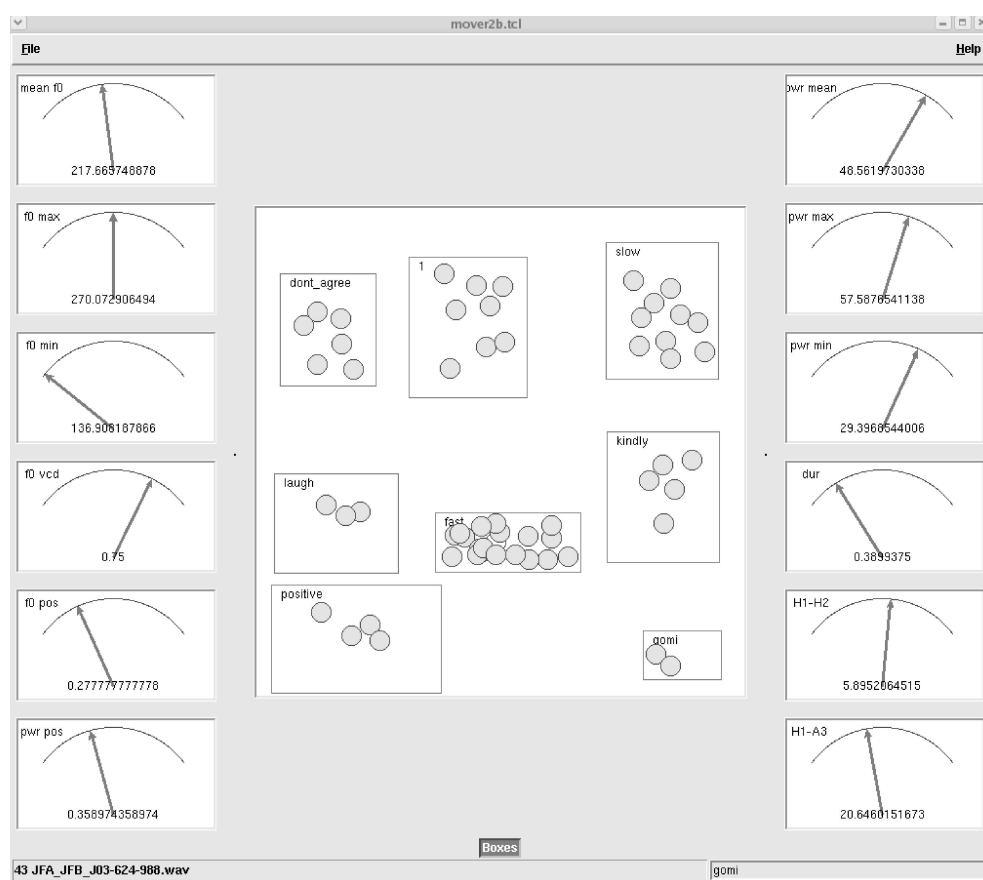 mover2b.tcl
File Help
mean f0
217.665748878
f0 max
270.072906494
f0 min
136.906187866
f0 vcd
0.75
f0 pos
0.277777777778
pwr pos
0.358974358974
dont_agree
1
slow
kindly
laugh
fast
positive
gomi
pwr mean
48.5619730338
pwr max
57.5876541138
pwr min
29.3968544006
dur
0.3899375
H1-H2
5.8952064515
H1-A3
20.6460151673
Boxes
43 JFA_JFB_J03-624-988.wav
gomi